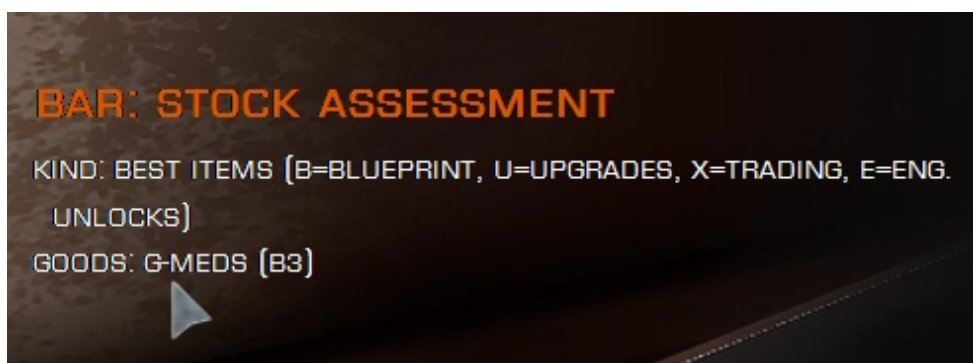 BAR: STOCK ASSESSMENT
KIND: BEST ITEMS (B=BLUEPRINT, U=UPGRADES, X=TRADING, E=ENG.
UNLOCKS)
GOODS: G-MEDS (B3)